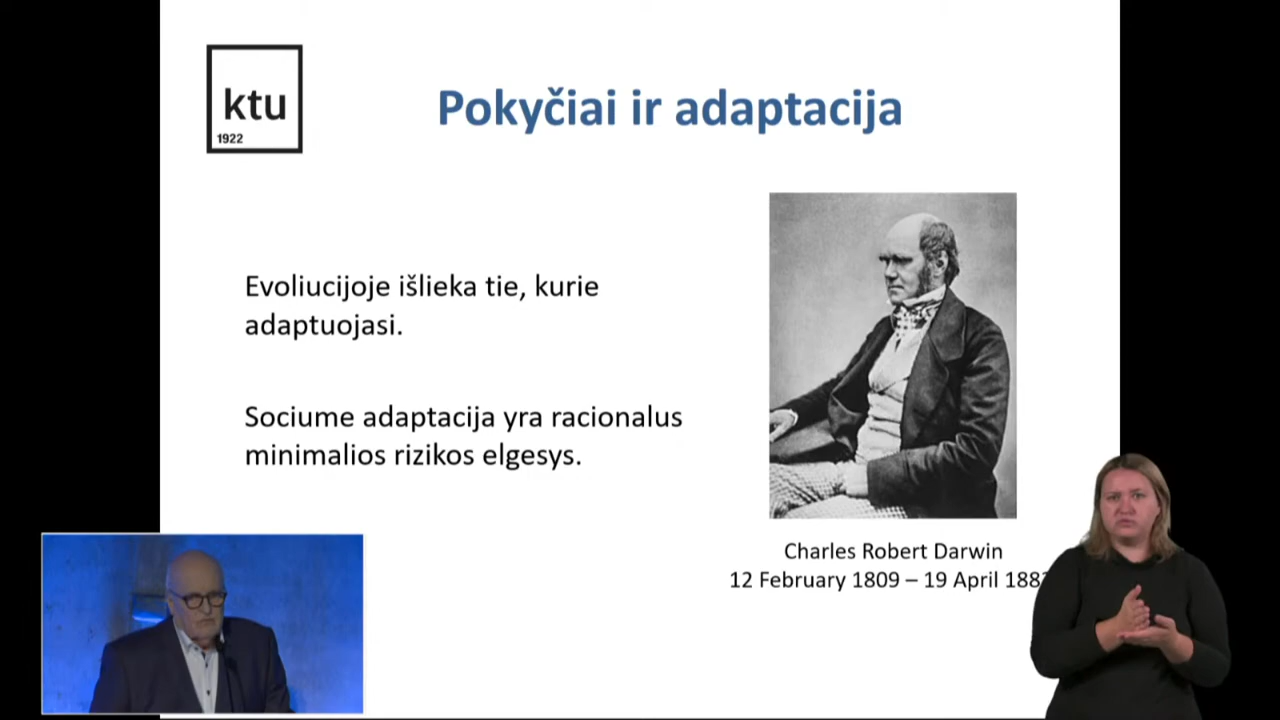 ktu
1922
Pokyčiai ir adaptacija
Evoliucijoje išlieka tie, kurie
adaptuojasi.
Sociume adaptacija yra racionalus
minimalios rizikos elgesys.
Charles Robert Darwin
12 February 1809 – 19 April 1882